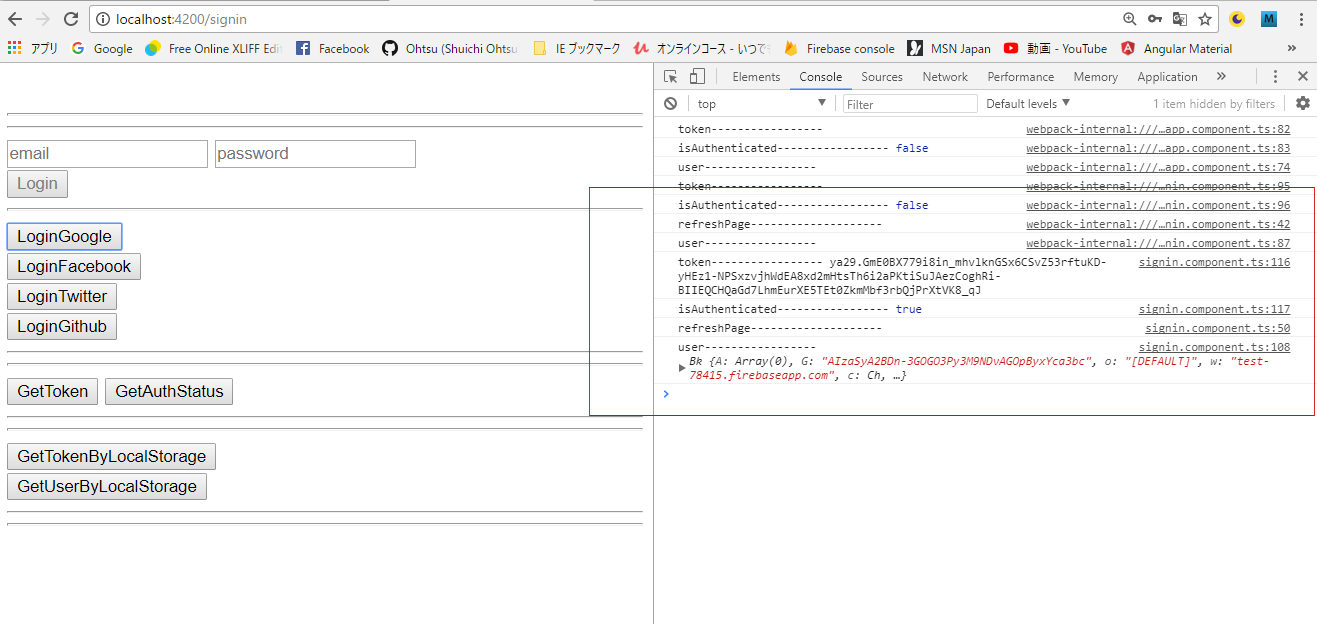 localhost:4200/signin
アプリ Google Free Online XLIFF Edi Facebook Ohtsu (Shuichi Ohtsu IE ブックマーク オンラインコース - いつで Firebase console MSN Japan 動画 - YouTube Angular Material »
Elements Console Sources Network Performance Memory Application »
top Filter Default levels 1 item hidden by filters
email password
Login
LoginGoogle
LoginFacebook
LoginTwitter
LoginGithub
GetToken GetAuthStatus
GetTokenByLocalStorage
GetUserByLocalStorage
token----------------- webpack-internal:///…app.component.ts:82
isAuthenticated----------------- false webpack-internal:///…app.component.ts:83
user----------------- webpack-internal:///…app.component.ts:74
token----------------- webpack-internal:///…nin.component.ts:95
isAuthenticated----------------- false webpack-internal:///…nin.component.ts:96
refreshPage-------------------- webpack-internal:///…nin.component.ts:42
user----------------- webpack-internal:///…nin.component.ts:87
token----------------- ya29.GmE0BX779i8in_mhvlknGSx6CSvZ53rftuKD- signin.component.ts:116
yHEz1-NPSxzvjhWdEA8xd2mHtsTh6i2aPKtiSuJAezCoghRi-
BIIEQCHQaGd7LhmEurXE5TEt0ZkmMbf3rbQjPrXtVK8_qJ
isAuthenticated----------------- true signin.component.ts:117
refreshPage-------------------- signin.component.ts:50
user----------------- signin.component.ts:108
Bk {A: Array(0), G: "AIzaSyA2BDn-3GOGO3Py3M9NDvAGOpByxYca3bc", o: "[DEFAULT]", w: "test-
78415.firebaseapp.com", c: Ch, …}